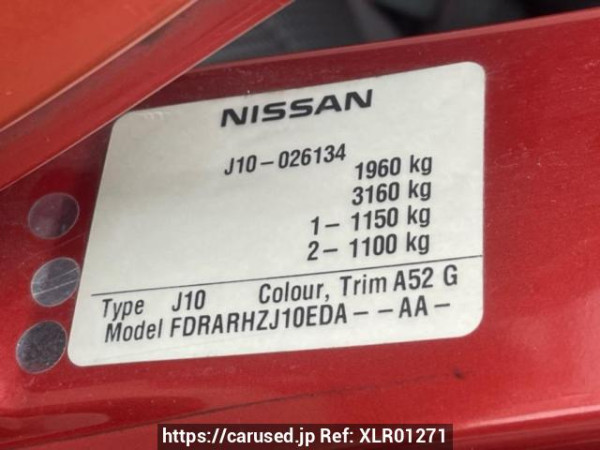 NISSAN
J10-026134
1960 kg
3160 kg
1- 1150 kg
2- 1100 kg
Type J10 Colour, Trim A52 G
Model FDRARHZJ10EDA--AA-
https://carused.jp Ref: XLR01271